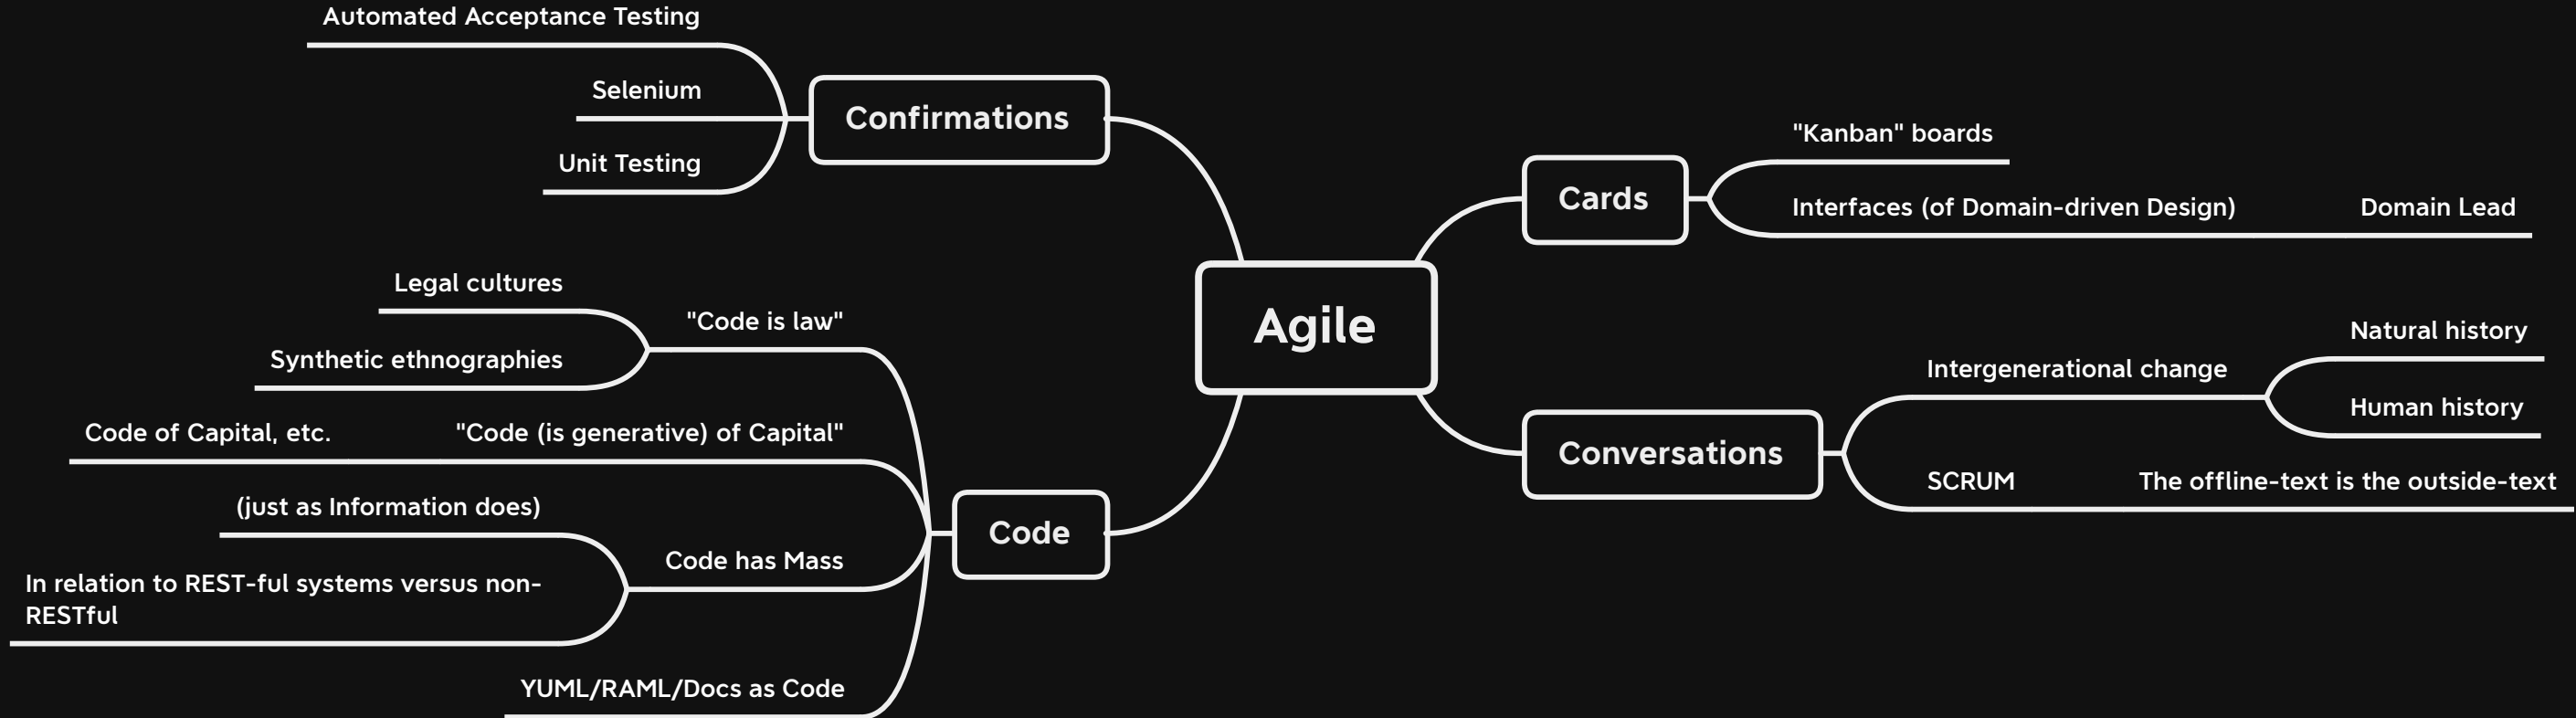 Automated Acceptance Testing
Selenium
Unit Testing
Confirmations
"Kanban" boards
Cards
Interfaces (of Domain-driven Design)
Domain Lead
Agile
Legal cultures
"Code is law"
Synthetic ethnographies
Code of Capital, etc.
"Code (is generative) of Capital"
(just as Information does)
Code has Mass
In relation to REST-ful systems versus non-
RESTful
YUML/RAML/Docs as Code
Code
Natural history
Intergenerational change
Human history
Conversations
SCRUM
The offline-text is the outside-text